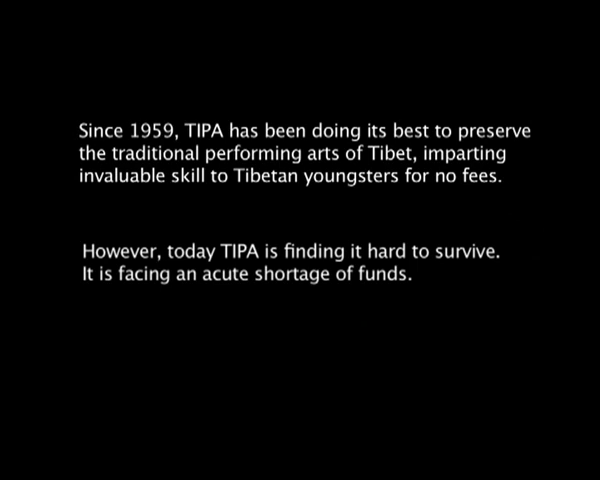 Since 1959, TIPA has been doing its best to preserve
the traditional performing arts of Tibet, imparting
invaluable skill to Tibetan youngsters for no fees.
However, today TIPA is finding it hard to survive.
It is facing an acute shortage of funds.